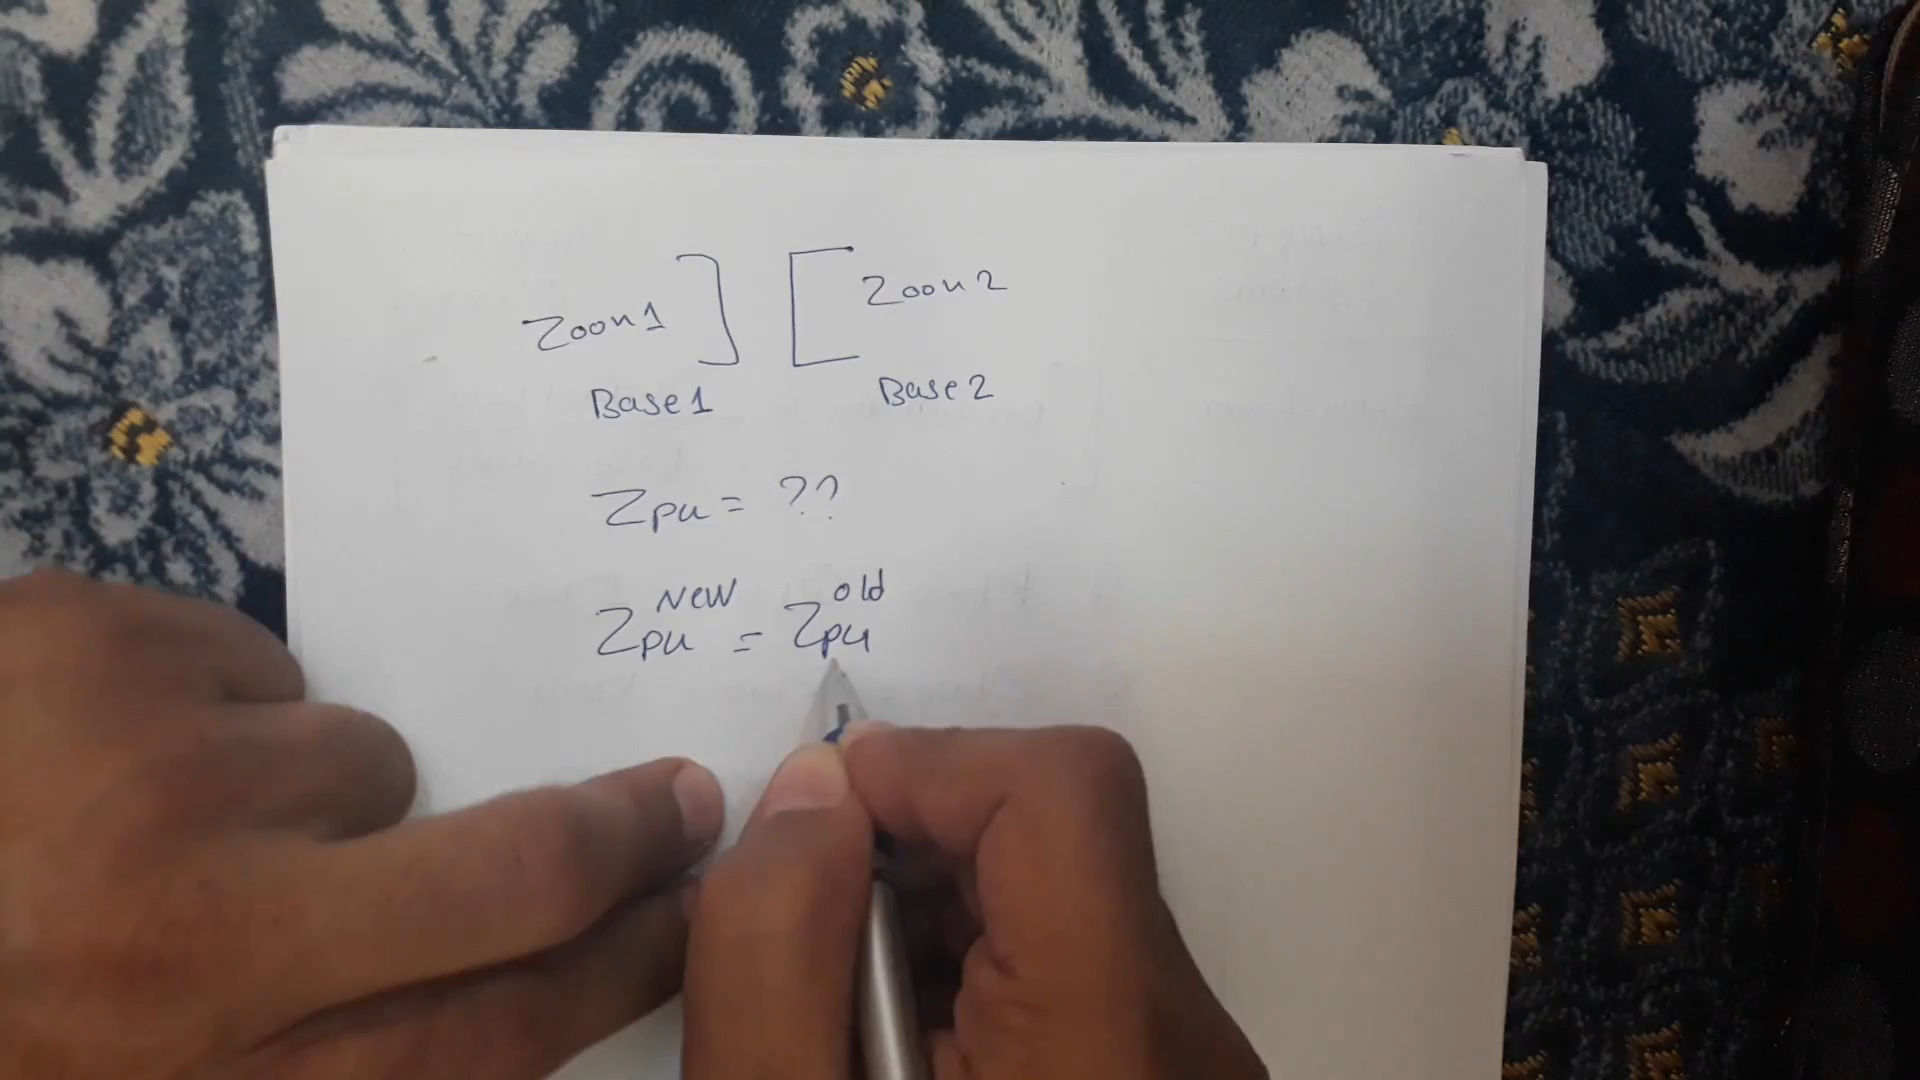 Zoon1 ] [ Zoon2
Base1 Base2
Zpu = ??
Zpu^New = Zpu^old